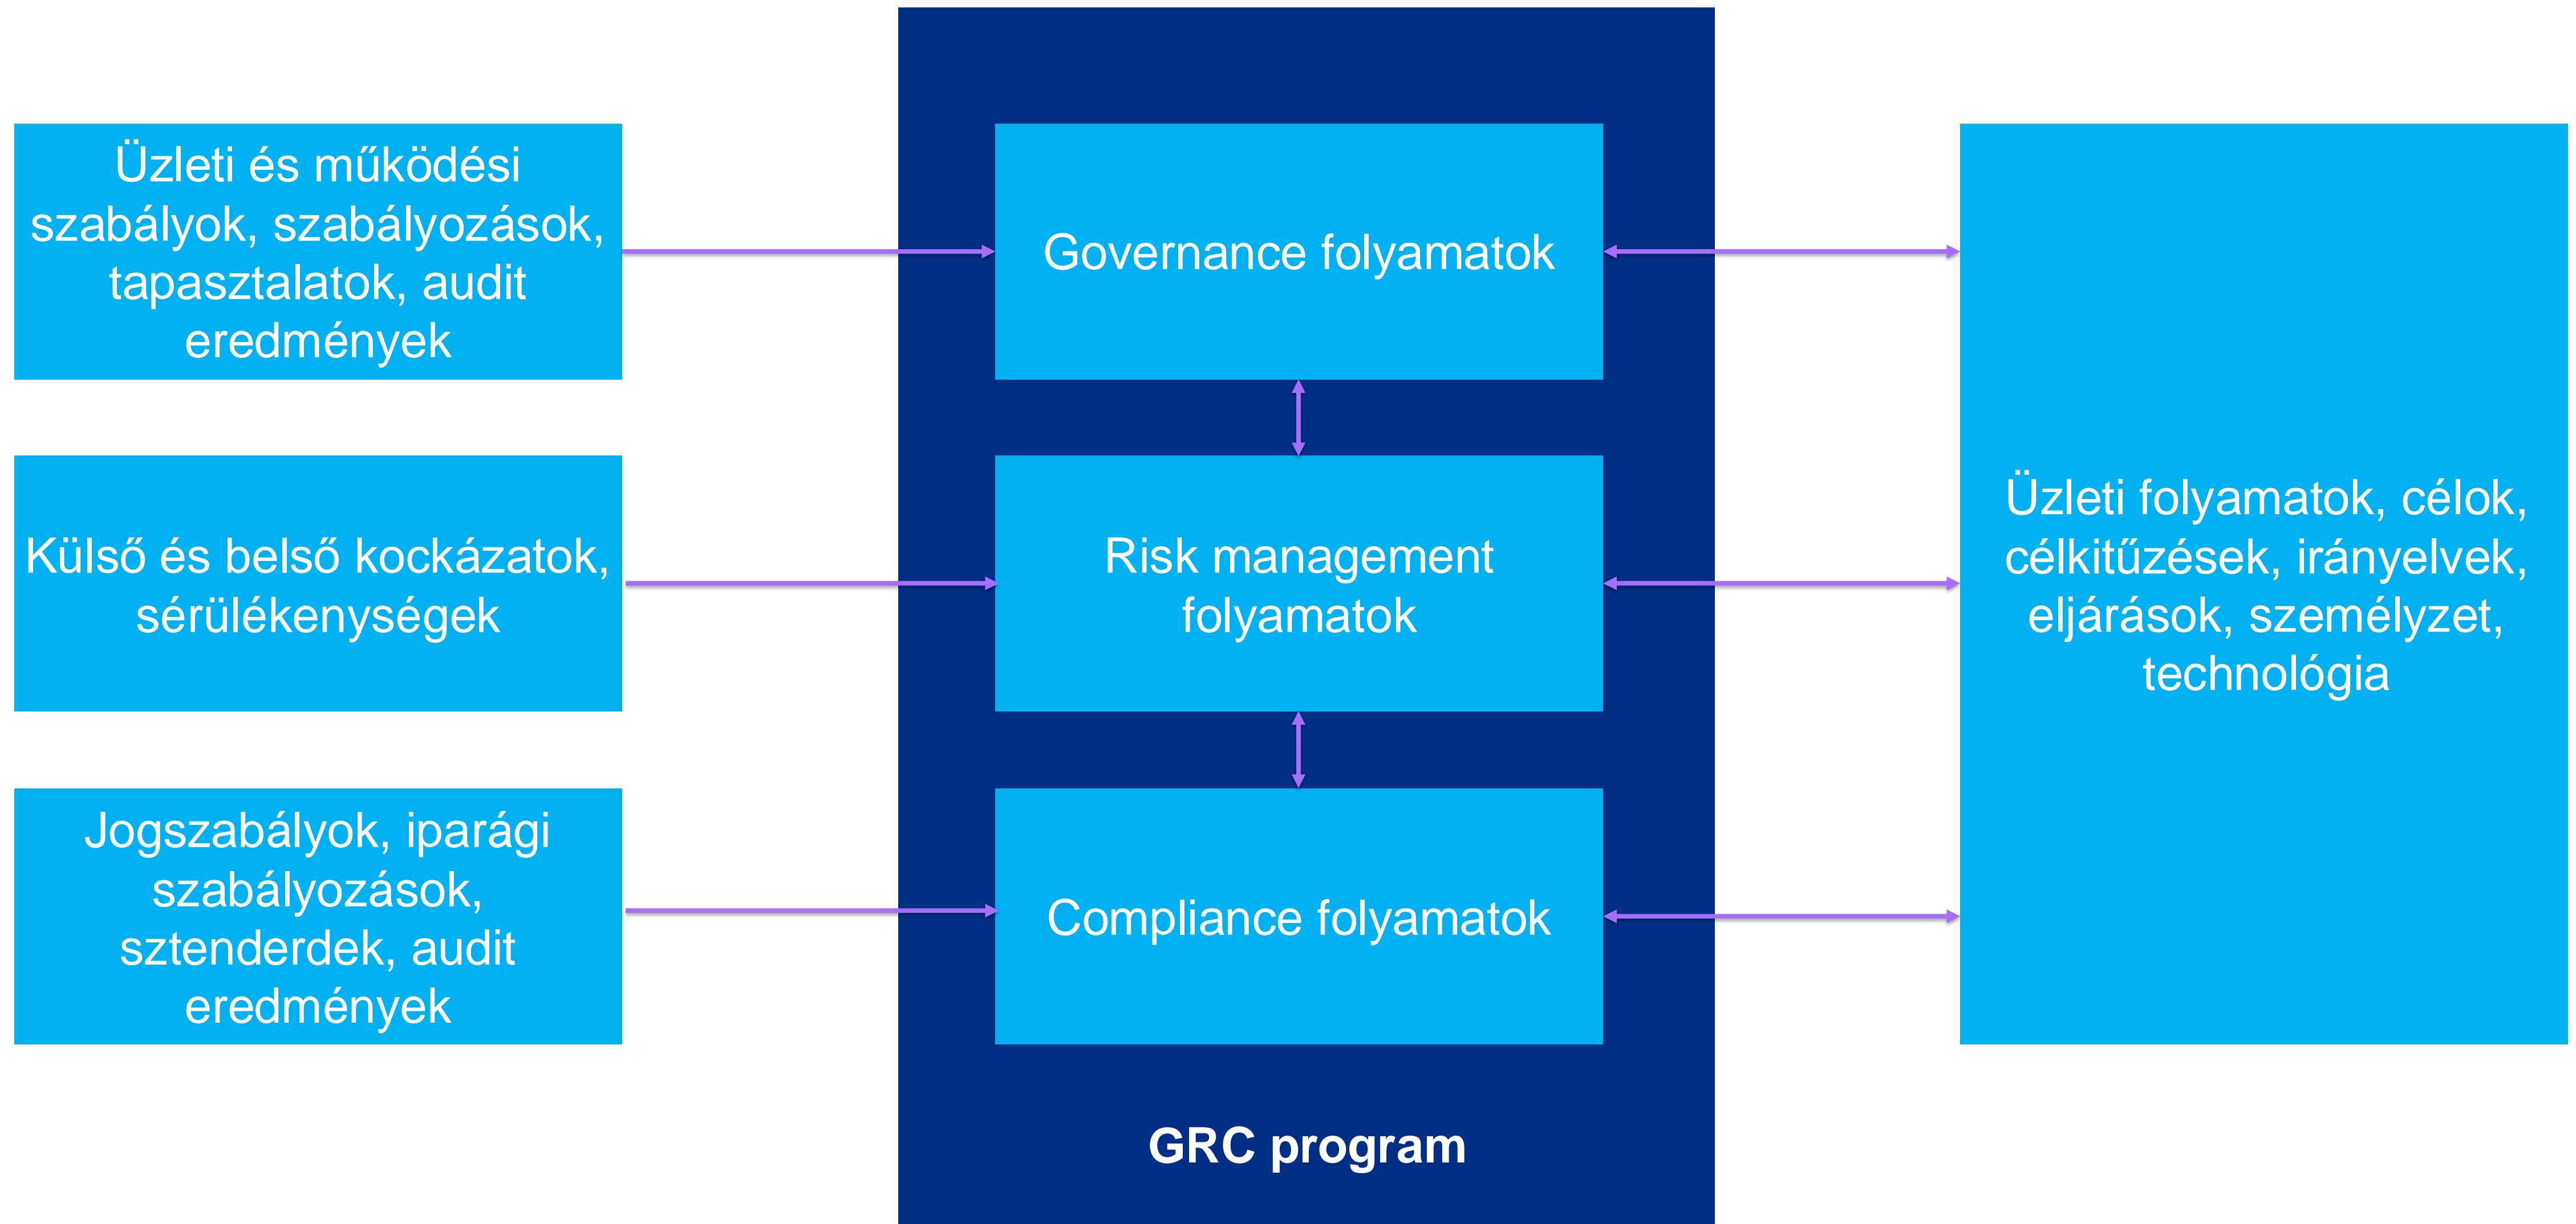 Üzleti és működési
szabályok, szabályozások,
tapasztalatok, audit
eredmények
Governance folyamatok
Külső és belső kockázatok,
sérülékenységek
Risk management
folyamatok
Üzleti folyamatok, célok,
célkitűzések, irányelvek,
eljárások, személyzet,
technológia
Jogszabályok, iparági
szabályozások,
sztenderdek, audit
eredmények
Compliance folyamatok
GRC program